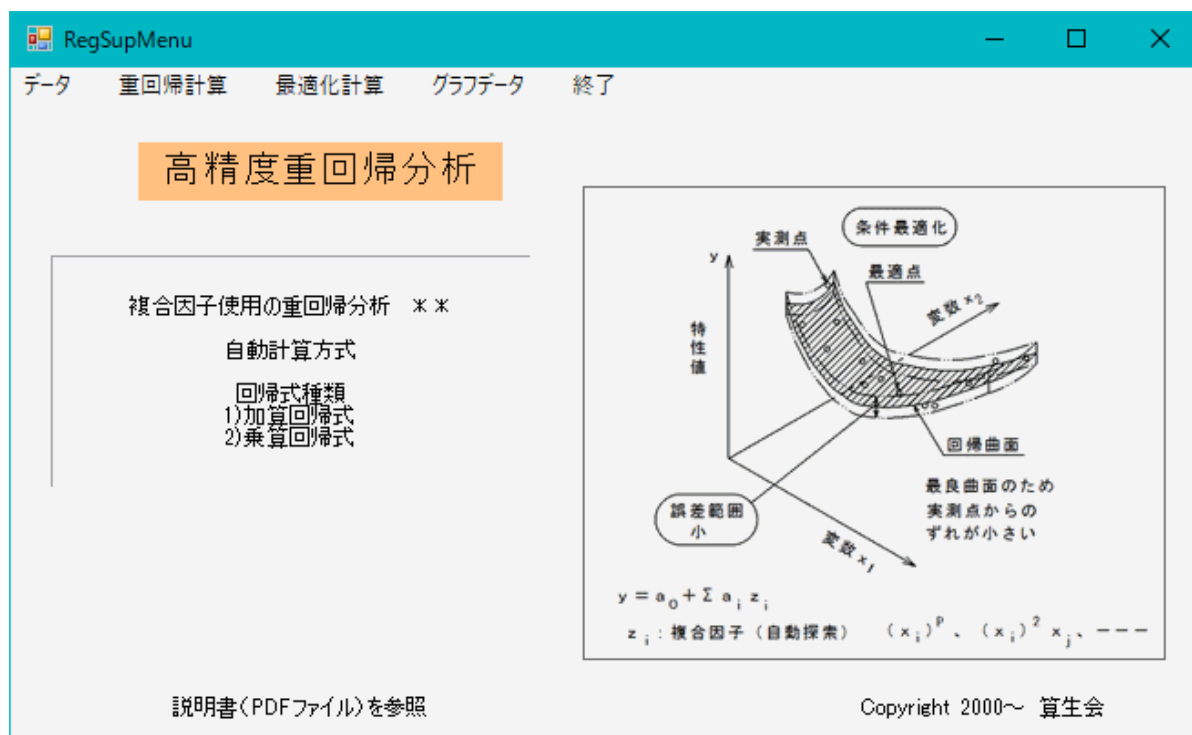 RegSupMenu
データ 重回帰計算 最適化計算 グラフデータ 終了
高精度重回帰分析
複合因子使用の重回帰分析 **
自動計算方式
回帰式種類
1)加算回帰式
2)乗算回帰式
条件最適化
実測点
y
最適点
変数 x₂
特性値
回帰曲面
最良曲面のため
実測点からの
ずれが小さい
誤差範囲
小
変数 x₁
y = a₀ + Σ aᵢ zᵢ
zᵢ : 複合因子 (自動探索) (xᵢ)ᴾ 、 (xᵢ)² xⱼ、 ---
説明書(PDFファイル)を参照
Copyright 2000~ 算生会